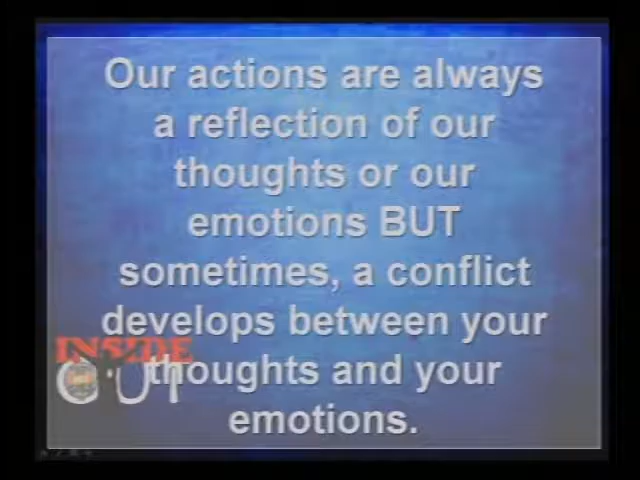 Our actions are always
a reflection of our
thoughts or our
emotions BUT
sometimes, a conflict
develops between your
INSIDE
thoughts and your
OUT
emotions.